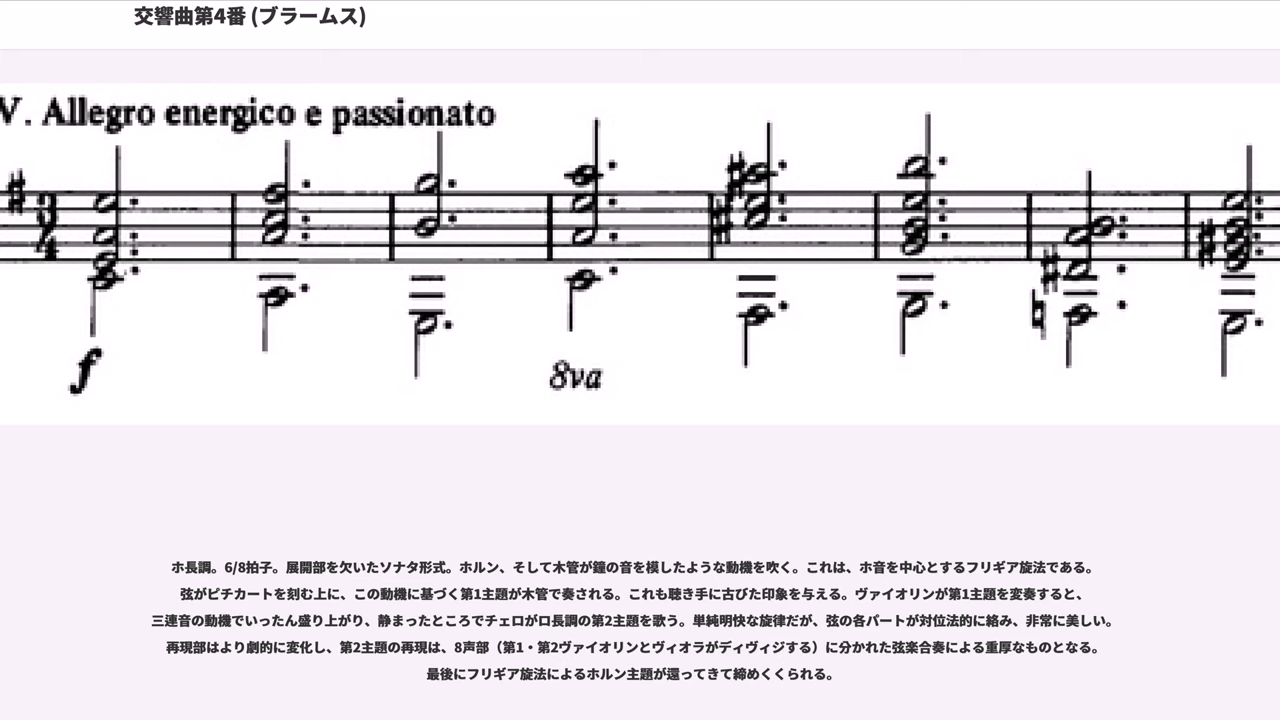 交響曲第4番 (ブラームス)
V. Allegro energico e passionato
3
4
f
8va
ホ長調。6/8拍子。展開部を欠いたソナタ形式。ホルン、そして木管が鐘の音を模したような動機を吹く。これは、ホ音を中心とするフリギア旋法である。
弦がピチカートを刻む上に、この動機に基づく第1主題が木管で奏される。これも聴き手に古びた印象を与える。ヴァイオリンが第1主題を変奏すると、
三連音の動機でいったん盛り上がり、静まったところでチェロがロ長調の第2主題を歌う。単純明快な旋律だが、弦の各パートが対位法的に絡み、非常に美しい。
再現部はより劇的に変化し、第2主題の再現は、8声部（第1・第2ヴァイオリンとヴィオラがディヴィジする）に分かれた弦楽合奏による重厚なものとなる。
最後にフリギア旋法によるホルン主題が還ってきて締めくくられる。